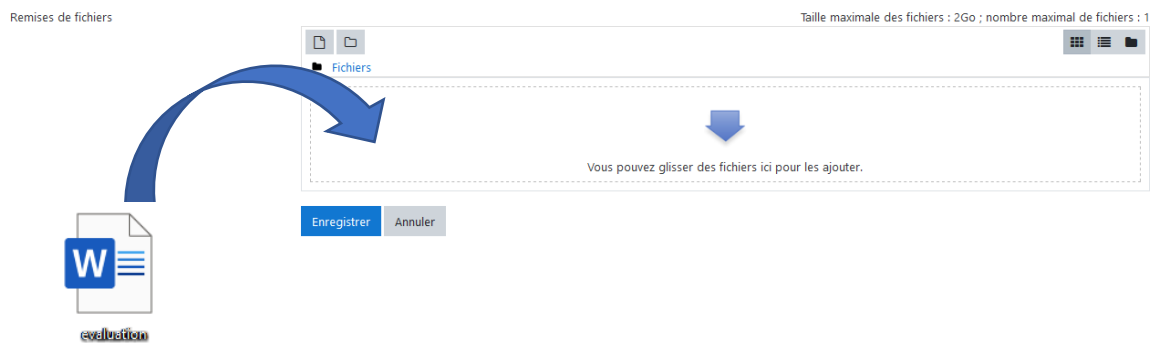 Remises de fichiers
Taille maximale des fichiers : 2Go ; nombre maximal de fichiers : 1
Fichiers
Vous pouvez glisser des fichiers ici pour les ajouter.
Enregistrer Annuler
W
evaluation